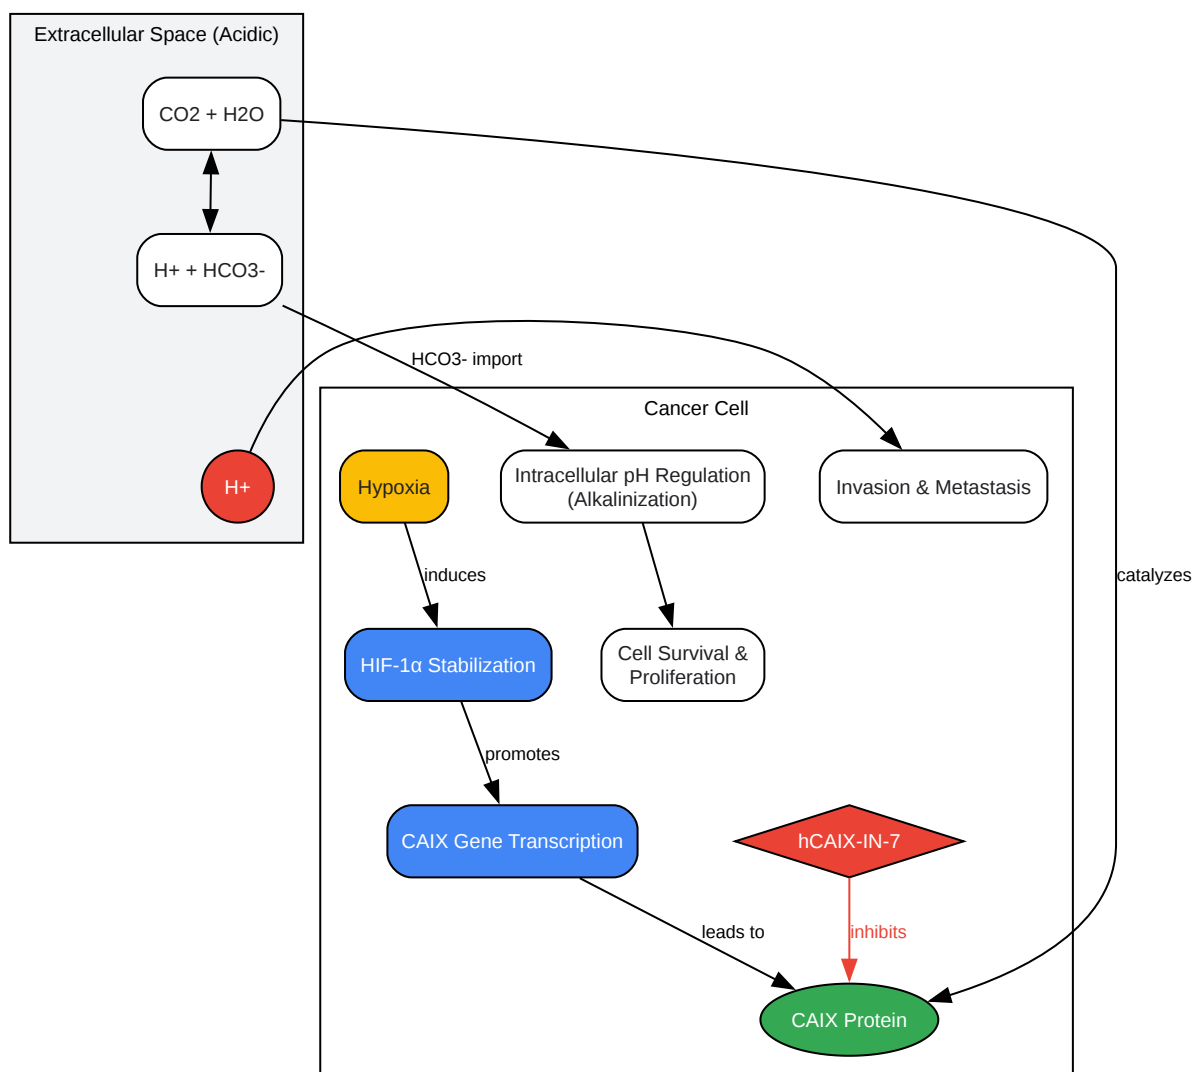 Extracellular Space (Acidic)
CO2 + H2O
H+ + HCO3-
HCO3- import
Cancer Cell
H+
Hypoxia
Intracellular pH Regulation
(Alkalinization)
Invasion & Metastasis
induces
catalyzes
HIF-1α Stabilization
Cell Survival &
Proliferation
promotes
CAIX Gene Transcription
hCAIX-IN-7
leads to
inhibits
CAIX Protein